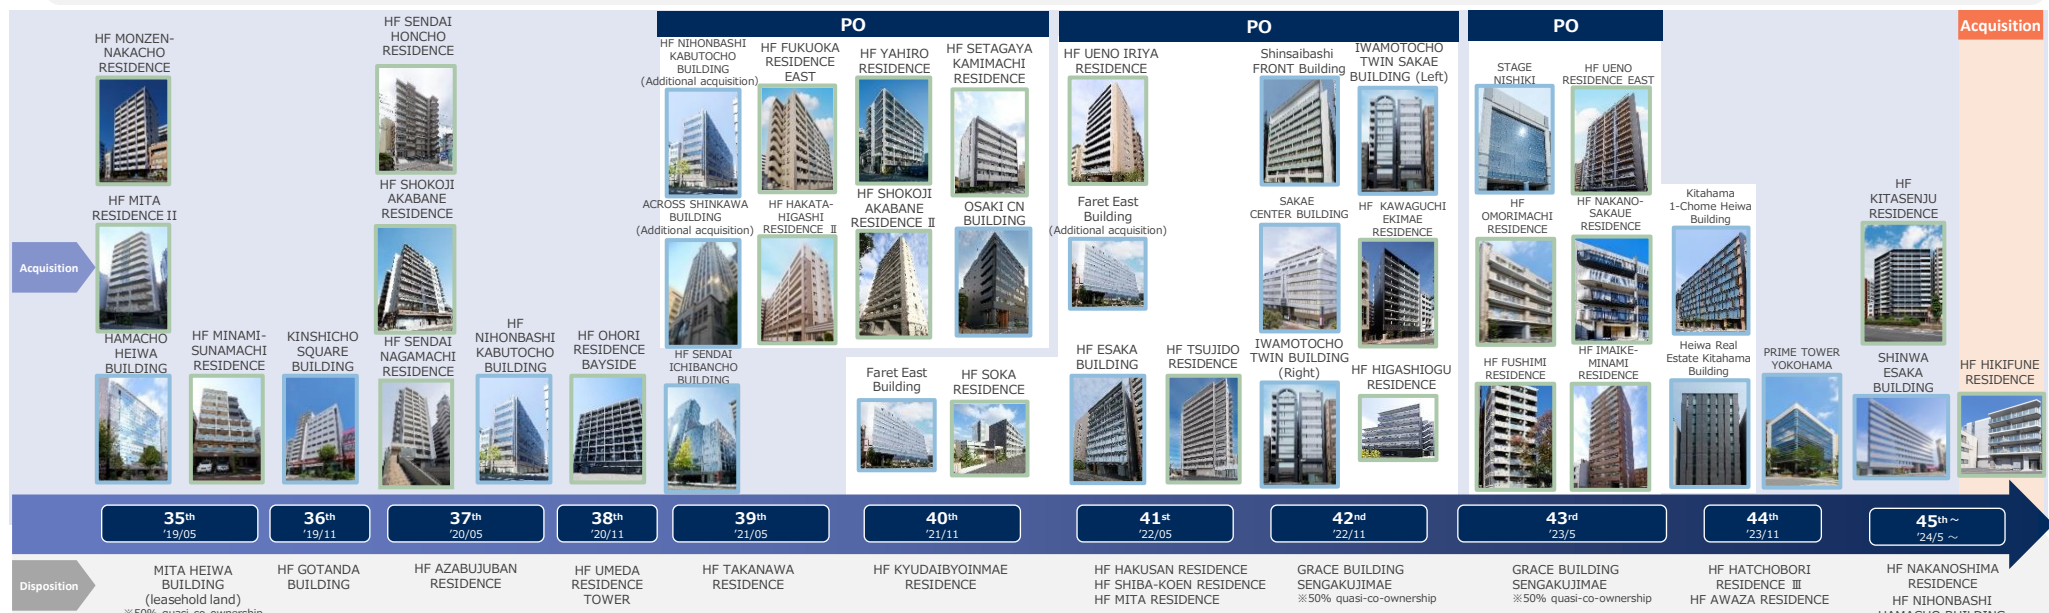 PO
PO
PO
Acquisition
HF MONZEN-
NAKACHO
RESIDENCE
HF SENDAI
HONCHO
RESIDENCE
HF NIHONBASHI
KABUTOCHO
BUILDING
(Additional acquisition)
HF FUKUOKA
RESIDENCE
EAST
HF YAHIRO
RESIDENCE
HF SETAGAYA
KAMIMACHI
RESIDENCE
HF UENO IRIYA
RESIDENCE
Shinsaibashi
FRONT Building
IWAMOTOCHO
TWIN SAKAE
BUILDING (Left)
STAGE
NISHIKI
HF UENO
RESIDENCE EAST
HF MITA
RESIDENCE II
HF SHOKOJI
AKABANE
RESIDENCE
ACROSS SHINKAWA
BUILDING
(Additional acquisition)
HF HAKATA-
HIGASHI
RESIDENCE Ⅱ
HF SHOKOJI
AKABANE
RESIDENCE Ⅱ
OSAKI CN
BUILDING
Faret East
Building
(Additional acquisition)
SAKAE
CENTER BUILDING
HF KAWAGUCHI
EKIMAE
RESIDENCE
HF
OMORIMACHI
RESIDENCE
HF NAKANO-
SAKAUE
RESIDENCE
Kitahama
1-Chome Heiwa
Building
HF
KITASENJU
RESIDENCE
Acquisition
HAMACHO
HEIWA
BUILDING
HF MINAMI-
SUNAMACHI
RESIDENCE
KINSHICHO
SQUARE
BUILDING
HF SENDAI
NAGAMACHI
RESIDENCE
HF
NIHONBASHI
KABUTOCHO
BUILDING
HF OHORI
RESIDENCE
BAYSIDE
HF SENDAI
ICHIBANCHO
BUILDING
Faret East
Building
HF SOKA
RESIDENCE
HF ESAKA
BUILDING
HF TSUJIDO
RESIDENCE
IWAMOTOCHO
TWIN BUILDING
(Right)
HF HIGASHIOGU
RESIDENCE
HF FUSHIMI
RESIDENCE
HF IMAIKE-
MINAMI
RESIDENCE
Heiwa Real
Estate Kitahama
Building
PRIME TOWER
YOKOHAMA
SHINWA
ESAKA
BUILDING
HF HIKIFUNE
RESIDENCE
35th
'19/05
36th
'19/11
37th
'20/05
38th
'20/11
39th
'21/05
40th
'21/11
41st
'22/05
42nd
'22/11
43rd
'23/5
44th
'23/11
45th ~
'24/5 ～
Disposition
MITA HEIWA
BUILDING
(leasehold land)
※50% quasi-co-ownership
HF GOTANDA
BUILDING
HF AZABUJUBAN
RESIDENCE
HF UMEDA
RESIDENCE
TOWER
HF TAKANAWA
RESIDENCE
HF KYUDAIBYOINMAE
RESIDENCE
HF HAKUSAN RESIDENCE
HF SHIBA-KOEN RESIDENCE
HF MITA RESIDENCE
GRACE BUILDING
SENGAKUJIMAE
※50% quasi-co-ownership
GRACE BUILDING
SENGAKUJIMAE
※50% quasi-co-ownership
HF HATCHOBORI
RESIDENCE Ⅲ
HF AWAZA RESIDENCE
HF NAKANOSHIMA
RESIDENCE
HF NIHONBASHI
HAMACHO BUILDING